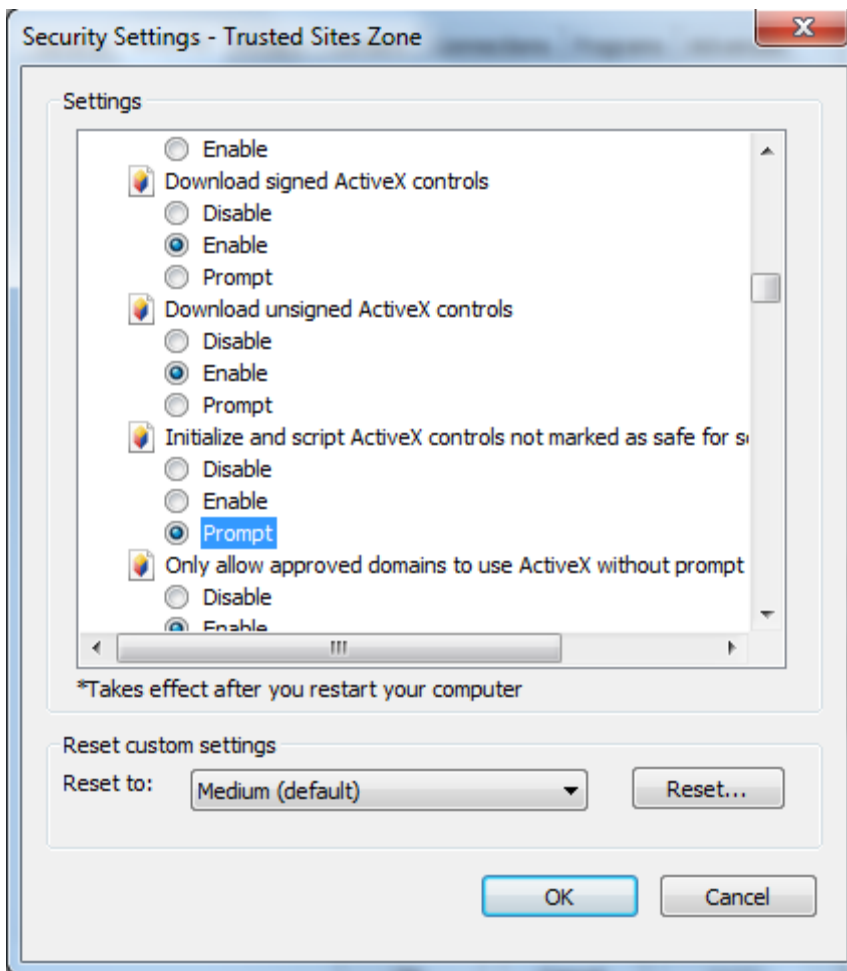 Security Settings - Trusted Sites Zone
Settings
Enable
Download signed ActiveX controls
Disable
Enable
Prompt
Download unsigned ActiveX controls
Disable
Enable
Prompt
Initialize and script ActiveX controls not marked as safe for
Disable
Enable
Prompt
Only allow approved domains to use ActiveX without prompt
Disable
Enable
*Takes effect after you restart your computer
Reset custom settings
Reset to:
Medium (default)
Reset...
OK
Cancel